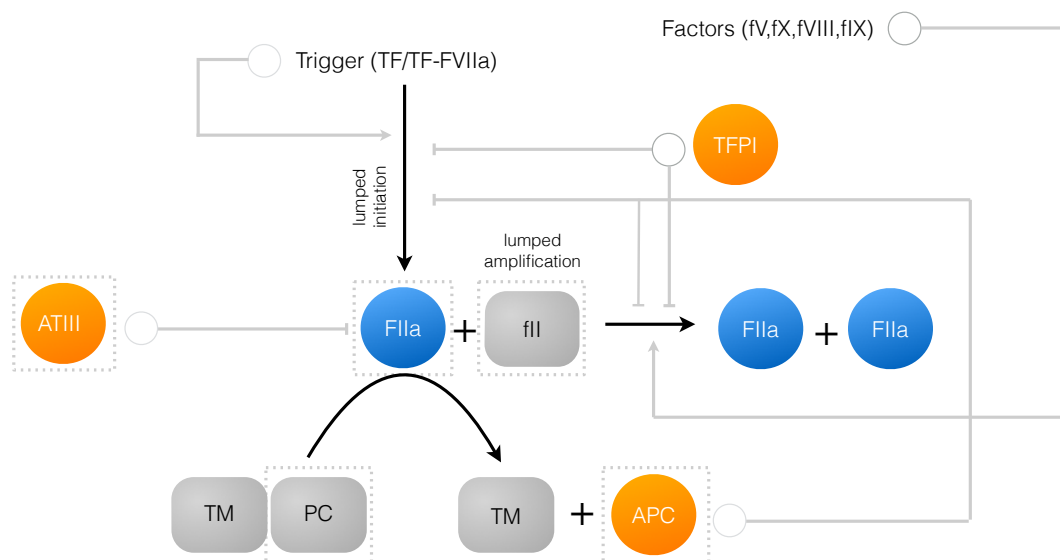 Factors (fV,fX,fVIII,fIX)
Trigger (TF/TF-FVIIa)
TFPI
lumped
initiation
lumped
amplification
ATIII
FIIa
+
fII
FIIa
+
FIIa
TM
PC
TM
+
APC